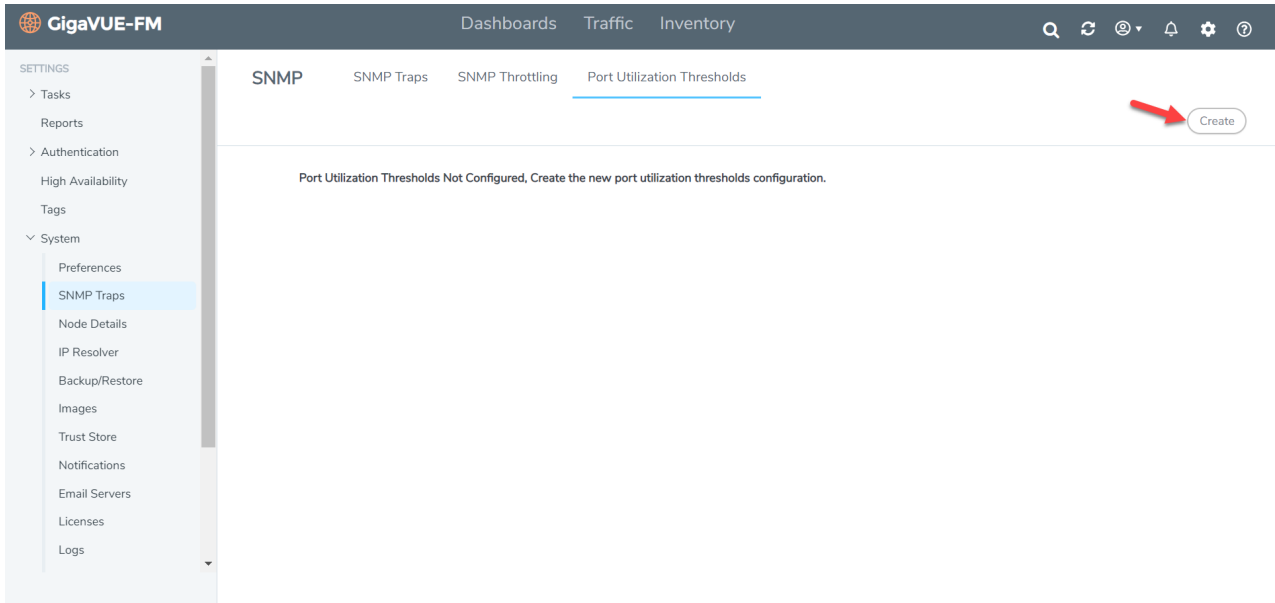 GigaVUE-FM
Dashboards Traffic Inventory
SETTINGS
Tasks
Reports
Authentication
High Availability
Tags
System
Preferences
SNMP Traps
Node Details
IP Resolver
Backup/Restore
Images
Trust Store
Notifications
Email Servers
Licenses
Logs
SNMP SNMP Traps SNMP Throttling Port Utilization Thresholds
Create
Port Utilization Thresholds Not Configured, Create the new port utilization thresholds configuration.